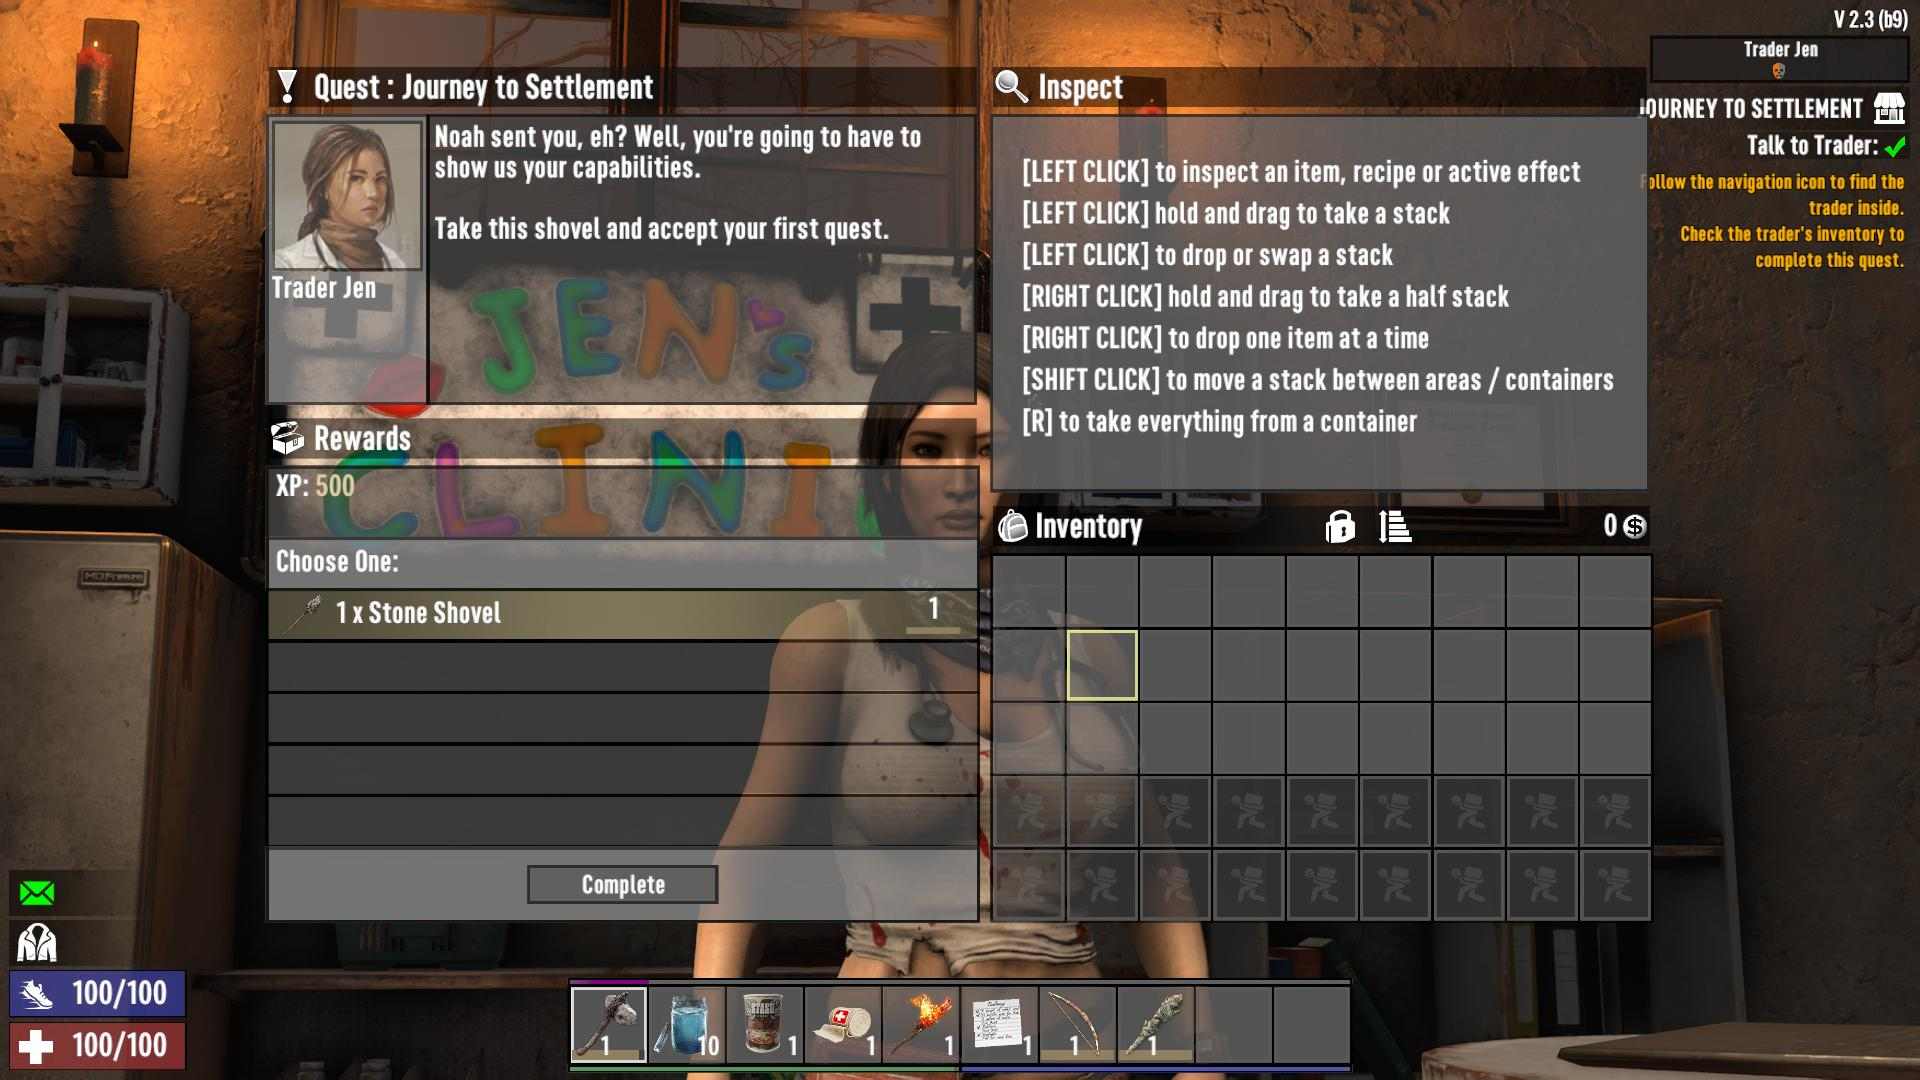 V 2.3 (b9)
Trader Jen
JOURNEY TO SETTLEMENT
Talk to Trader:
Follow the navigation icon to find the
trader inside.
Check the trader's inventory to
complete this quest.
Quest : Journey to Settlement
Noah sent you, eh? Well, you're going to have to
show us your capabilities.
Take this shovel and accept your first quest.
Trader Jen
JEN's
CLINI
Rewards
XP: 500
Choose One:
1 x Stone Shovel
1
Complete
Inspect
[LEFT CLICK] to inspect an item, recipe or active effect
[LEFT CLICK] hold and drag to take a stack
[LEFT CLICK] to drop or swap a stack
[RIGHT CLICK] hold and drag to take a half stack
[RIGHT CLICK] to drop one item at a time
[SHIFT CLICK] to move a stack between areas / containers
[R] to take everything from a container
Inventory
0
100/100
100/100
1
10
1
1
1
1
1
1